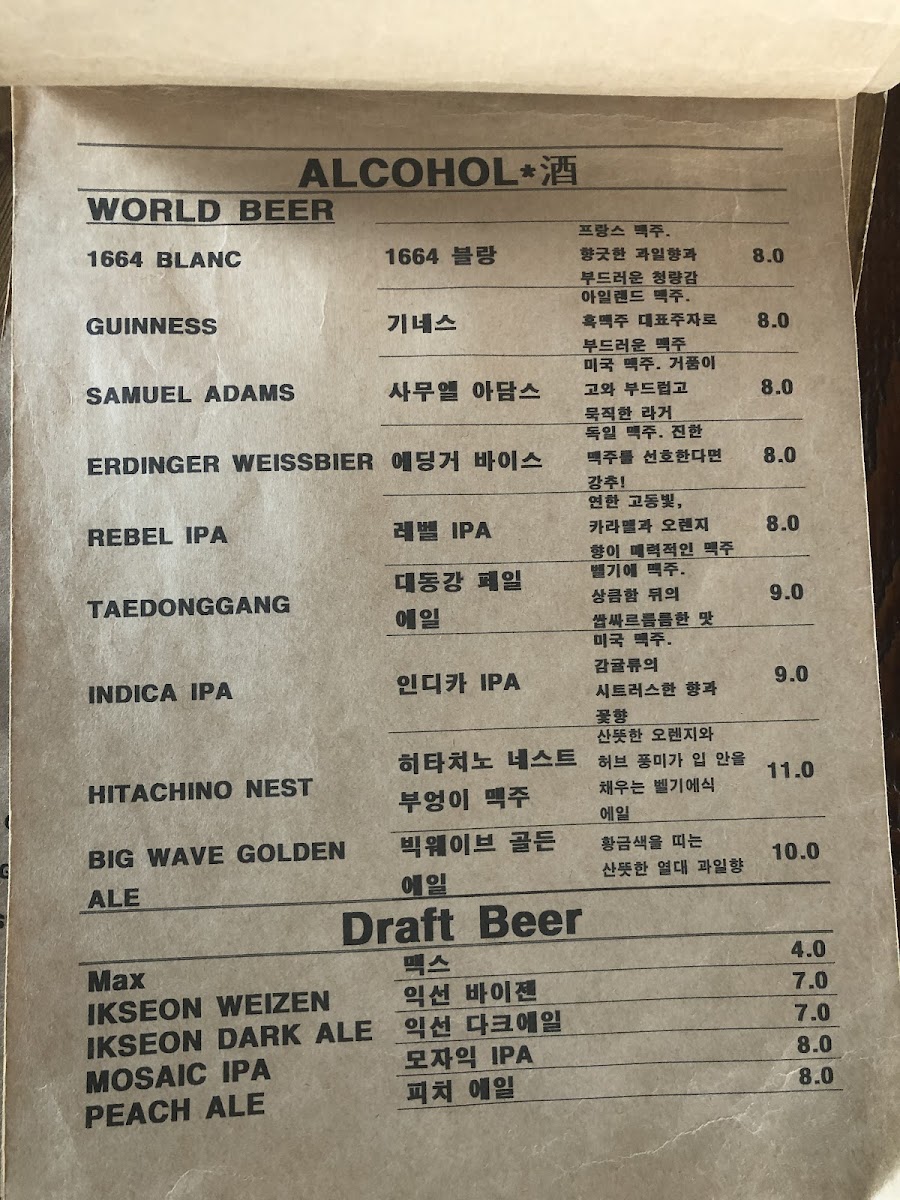 ALCOHOL*酒
WORLD BEER
1664 BLANC 1664 블랑 8.0
프랑스 맥주.
향긋한 과일향과
부드러운 청량감
GUINNESS 기네스 8.0
아일랜드 맥주.
흑맥주 대표주자로
부드러운 맥주
SAMUEL ADAMS 사무엘 아담스 8.0
미국 맥주. 거품이
고와 부드럽고
묵직한 라거
ERDINGER WEISSBIER 에딩거 바이스 8.0
독일 맥주. 진한
맥주를 선호한다면
강추!
REBEL IPA 레벨 IPA 8.0
연한 고동빛,
카라멜과 오렌지
향이 매력적인 맥주
TAEDONGGANG 대동강 페일
에일
9.0
벨기에 맥주.
상큼함 뒤의
쌉싸르름한 맛
INDICA IPA 인디카 IPA 9.0
미국 맥주.
감귤류의
시트러스한 향과
꽃향
HITACHINO NEST 히타치노 네스트
부엉이 맥주
11.0
산뜻한 오렌지와
허브 풍미가 입 안을
채우는 벨기에식
에일
BIG WAVE GOLDEN
ALE
빅웨이브 골든
에일
황금색을 띠는
산뜻한 열대 과일향
10.0
Draft Beer
Max 맥스 4.0
IKSEON WEIZEN 익선 바이젠 7.0
IKSEON DARK ALE 익선 다크에일 7.0
MOSAIC IPA 모자익 IPA 8.0
PEACH ALE 피치 에일 8.0